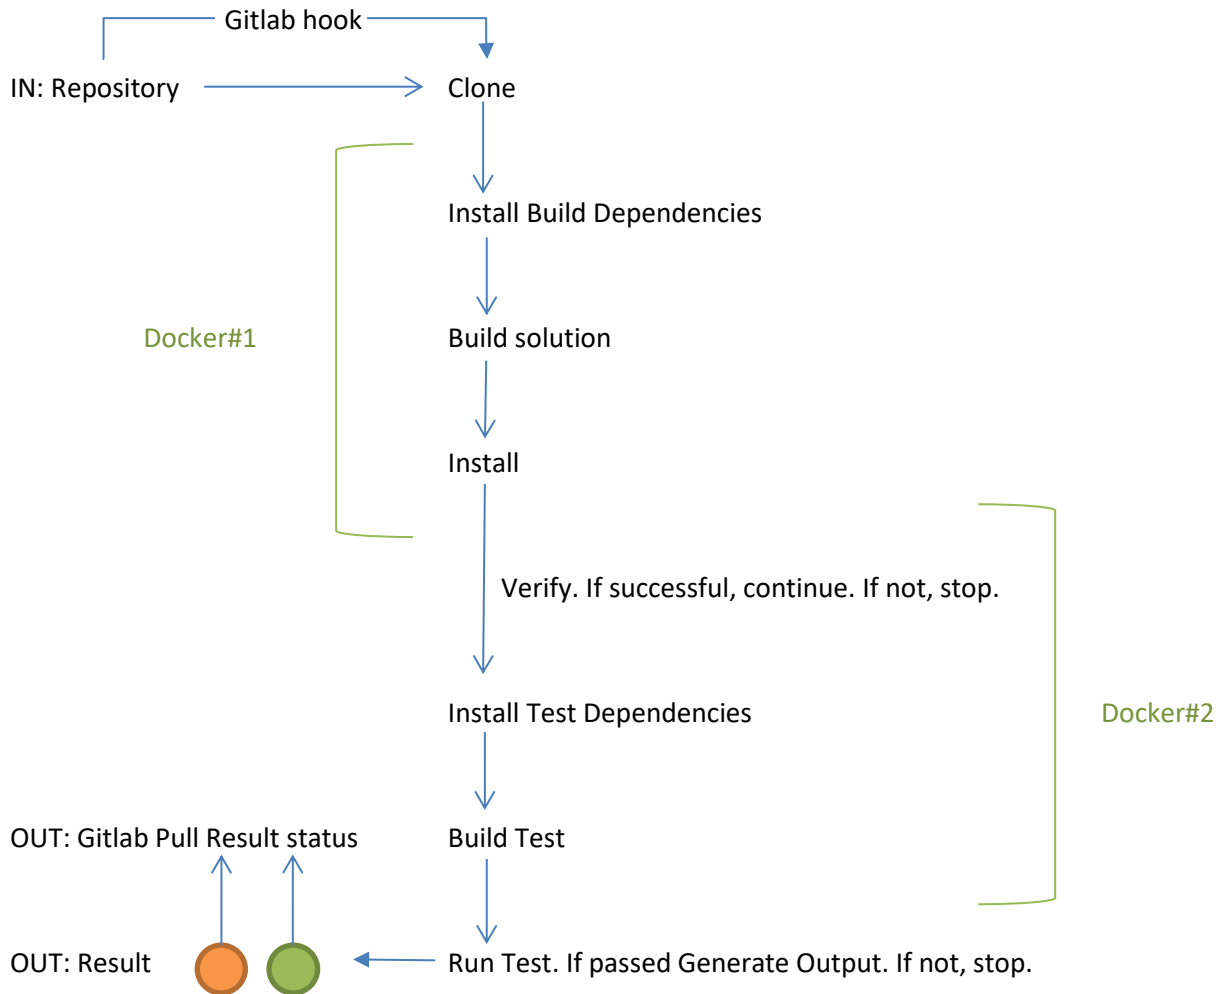 Gitlab hook
IN: Repository
Clone
Install Build Dependencies
Docker#1
Build solution
Install
Verify. If successful, continue. If not, stop.
Install Test Dependencies
Docker#2
OUT: Gitlab Pull Result status
Build Test
OUT: Result
Run Test. If passed Generate Output. If not, stop.